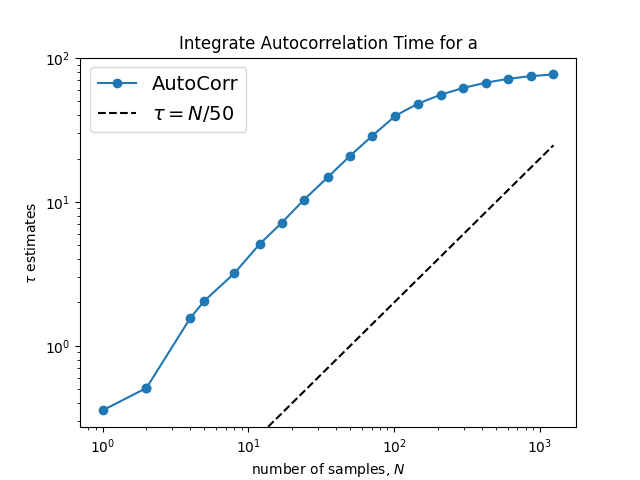 Integrate Autocorrelation Time for a
AutoCorr
τ = N/50
10²
10¹
10⁰
τ estimates
10⁰ 10¹ 10² 10³
number of samples, N